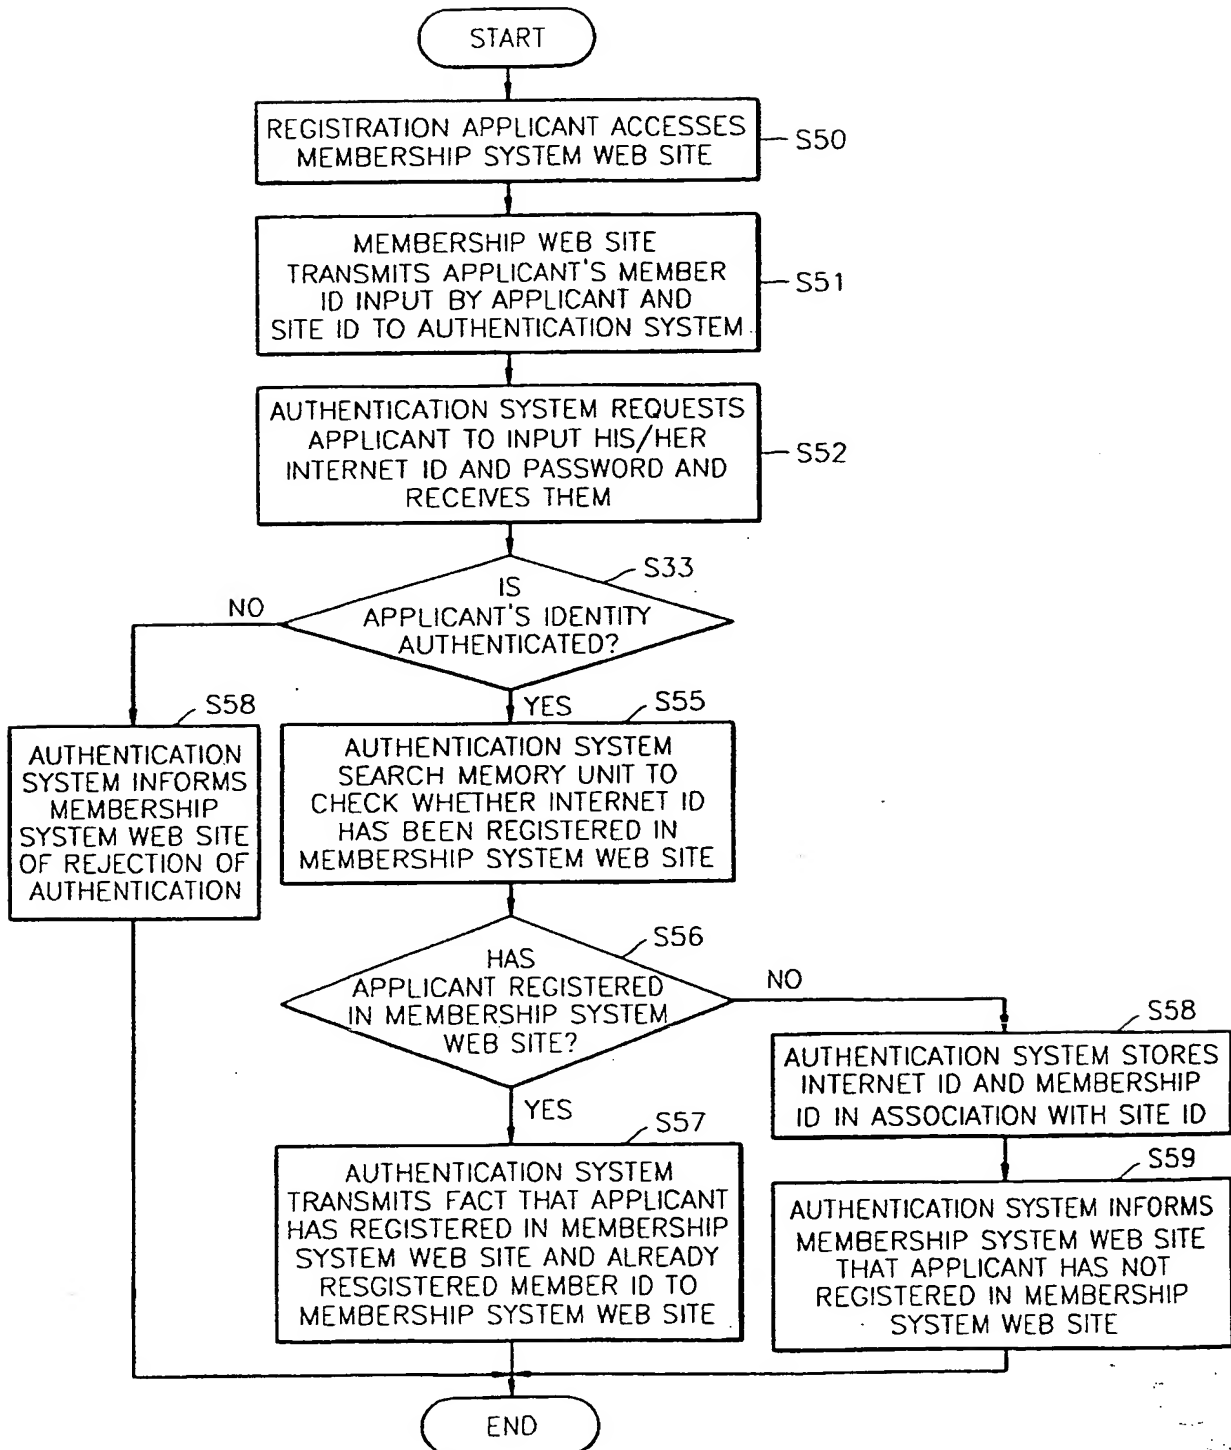 START
REGISTRATION APPLICANT ACCESSES
MEMBERSHIP SYSTEM WEB SITE
S50
MEMBERSHIP WEB SITE
TRANSMITS APPLICANT'S MEMBER
ID INPUT BY APPLICANT AND
SITE ID TO AUTHENTICATION SYSTEM
S51
AUTHENTICATION SYSTEM REQUESTS
APPLICANT TO INPUT HIS/HER
INTERNET ID AND PASSWORD AND
RECEIVES THEM
S52
S33
IS
APPLICANT'S IDENTITY
AUTHENTICATED?
NO
YES
S58
AUTHENTICATION
SYSTEM INFORMS
MEMBERSHIP
SYSTEM WEB SITE
OF REJECTION OF
AUTHENTICATION
S55
AUTHENTICATION SYSTEM
SEARCH MEMORY UNIT TO
CHECK WHETHER INTERNET ID
HAS BEEN REGISTERED IN
MEMBERSHIP SYSTEM WEB SITE
S56
HAS
APPLICANT REGISTERED
IN MEMBERSHIP SYSTEM
WEB SITE?
NO
YES
S58
AUTHENTICATION SYSTEM STORES
INTERNET ID AND MEMBERSHIP
ID IN ASSOCIATION WITH SITE ID
S57
AUTHENTICATION SYSTEM
TRANSMITS FACT THAT APPLICANT
HAS REGISTERED IN MEMBERSHIP
SYSTEM WEB SITE AND ALREADY
RESGISTERED MEMBER ID TO
MEMBERSHIP SYSTEM WEB SITE
S59
AUTHENTICATION SYSTEM INFORMS
MEMBERSHIP SYSTEM WEB SITE
THAT APPLICANT HAS NOT
REGISTERED IN MEMBERSHIP
SYSTEM WEB SITE
END